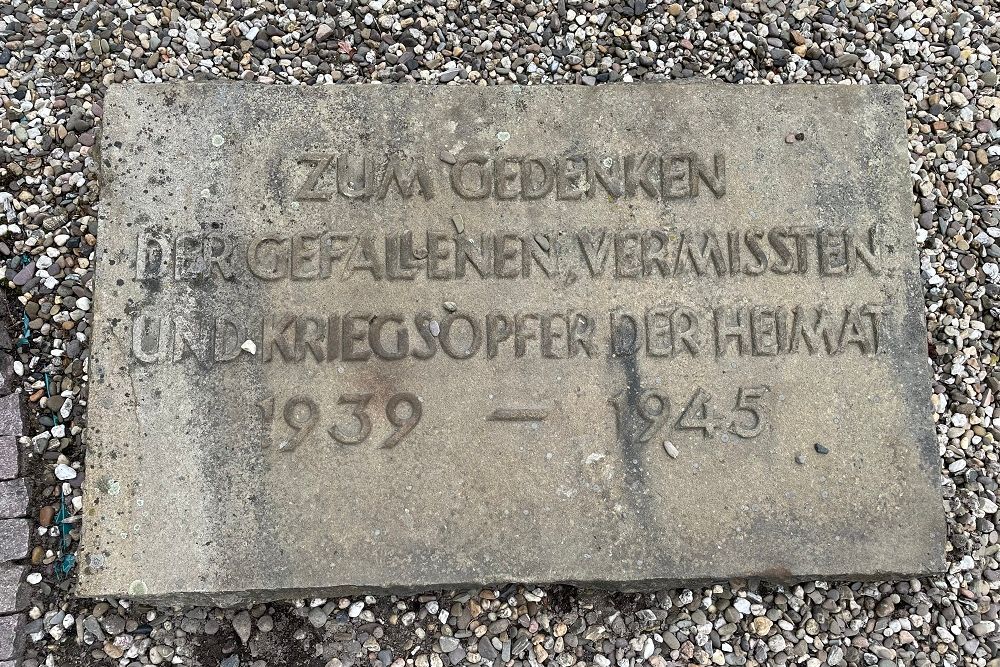 ZUM GEDENKEN
DER GEFALLENEN, VERMISSTEN
UND KRIEGSOPFER DER HEIMAT
1939 — 1945